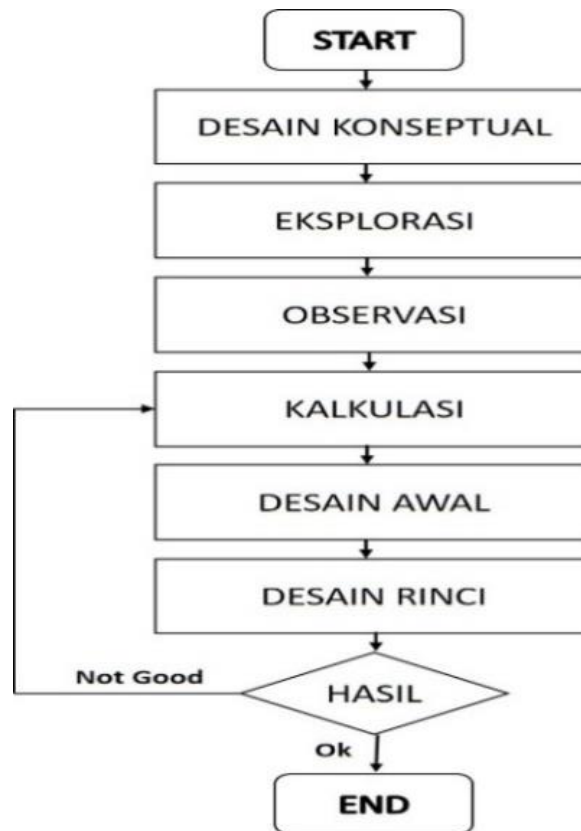 START
DESAIN KONSEPTUAL
EKSPLORASI
OBSERVASI
KALKULASI
DESAIN AWAL
DESAIN RINCI
Not Good
HASIL
Ok
END